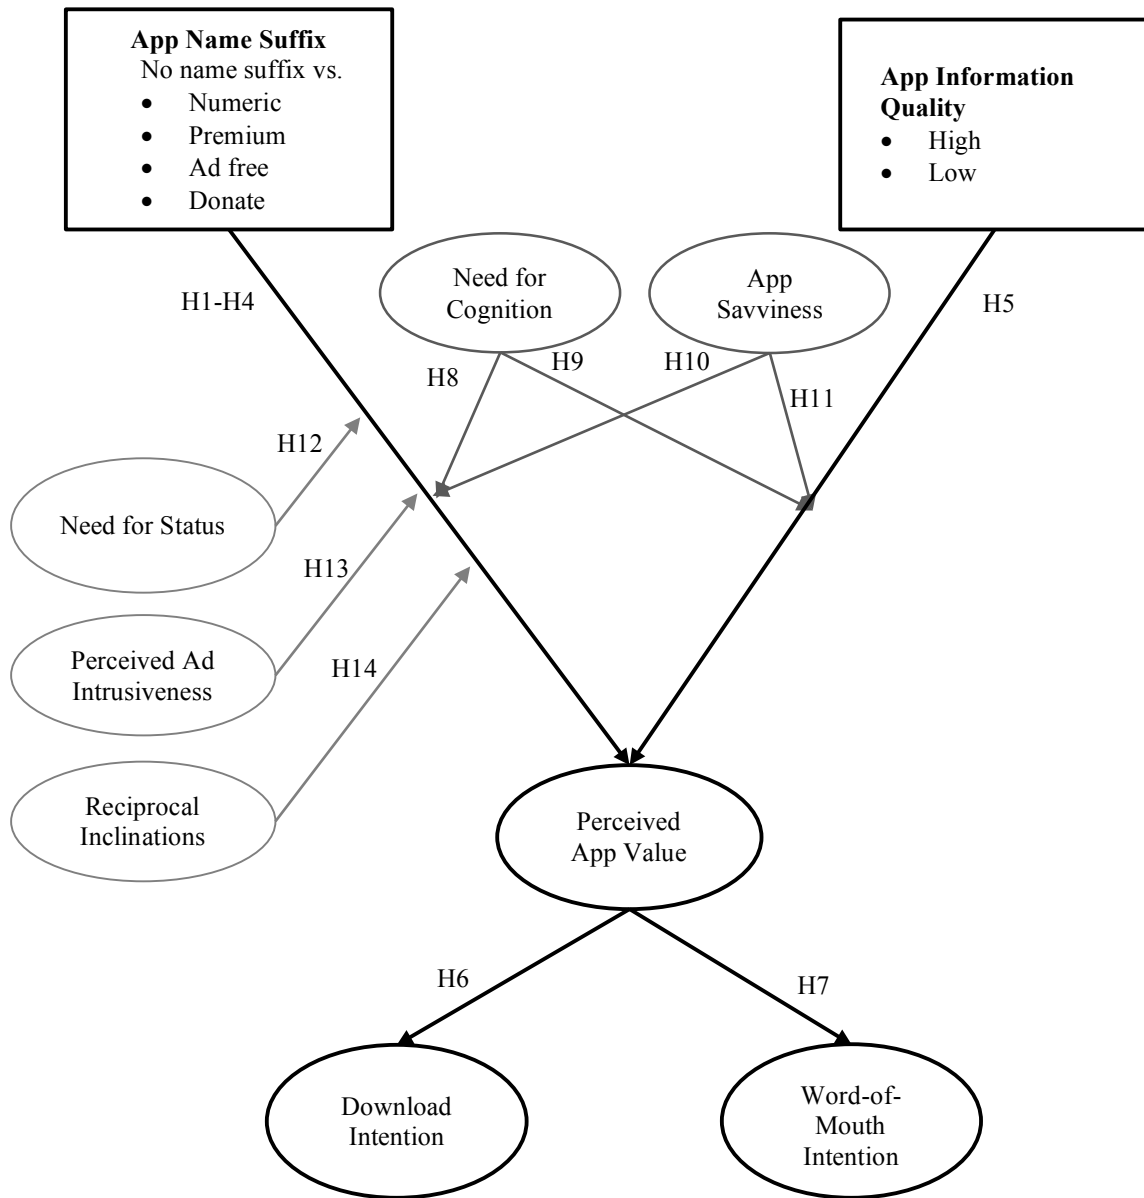 App Name Suffix
No name suffix vs.
• Numeric
• Premium
• Ad free
• Donate
App Information
Quality
• High
• Low
Need for
Cognition
App
Savviness
H1-H4
H5
H8
H9
H10
H11
H12
Need for Status
H13
Perceived Ad
Intrusiveness
H14
Reciprocal
Inclinations
Perceived
App Value
H6
H7
Download
Intention
Word-of-
Mouth
Intention